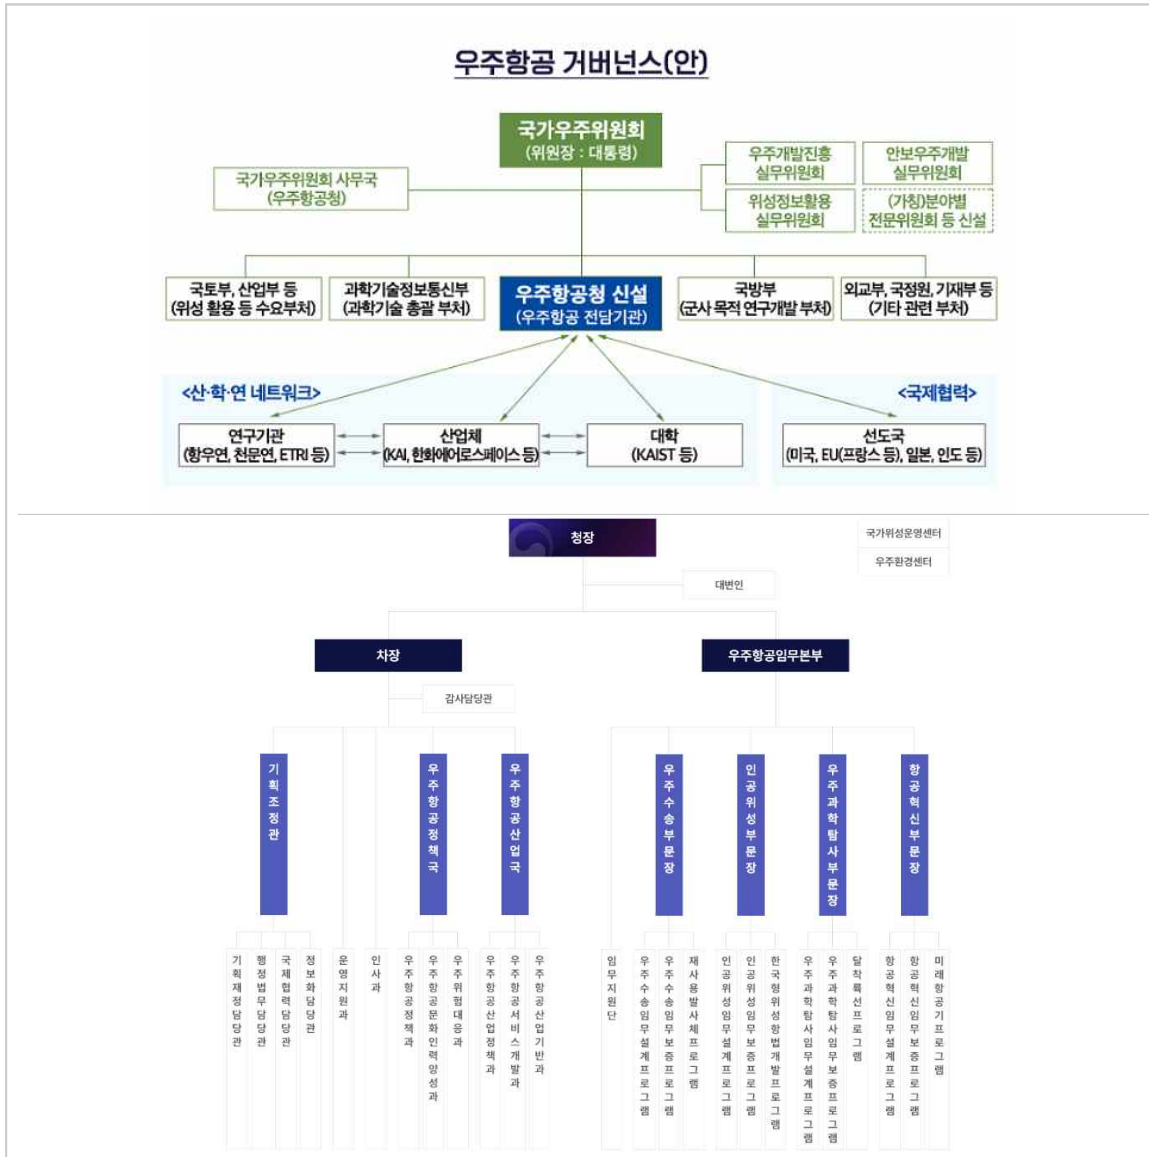 우주항공 거버넌스(안)
국가우주위원회
(위원장 : 대통령)
국가우주위원회 사무국
(우주항공청)
우주개발진흥
실무위원회
안보우주개발
실무위원회
위성정보활용
실무위원회
(가칭)분야별
전문위원회 등 신설
국토부, 산업부 등
(위성 활용 등 수요부처)
과학기술정보통신부
(과학기술 총괄 부처)
우주항공청 신설
(우주항공 전담기관)
국방부
(군사 목적 연구개발 부처)
외교부, 국정원, 기재부 등
(기타 관련 부처)
<산·학·연 네트워크>
<국제협력>
연구기관
(항우연, 천문연, ETRI 등)
산업체
(KAI, 한화에어로스페이스 등)
대학
(KAIST 등)
선도국
(미국, EU(프랑스 등), 일본, 인도 등)
청장
국가위성운영센터
우주환경센터
대변인
차장
우주항공임무본부
감사담당관
기획조정관
우주항공정책국
우주항공산업국
우주수송부문장
인공위성부문장
우주과학탐사부문장
항공혁신부문장
기획재정담당관
행정법무담당관
국제협력담당관
정보화담당관
운영지원과
인사과
우주항공정책과
우주항공문화인력양성과
우주위험대응과
우주항공산업정책과
우주항공서비스개발과
우주항공산업기반과
임무지원단
우주수송임무설계프로그램
우주수송임무보증프로그램
재사용발사체프로그램
인공위성임무설계프로그램
인공위성임무보증프로그램
한국형위성항법개발프로그램
우주과학탐사임무설계프로그램
우주과학탐사임무보증프로그램
달착륙선프로그램
항공혁신임무설계프로그램
항공혁신임무보증프로그램
미래항공기프로그램